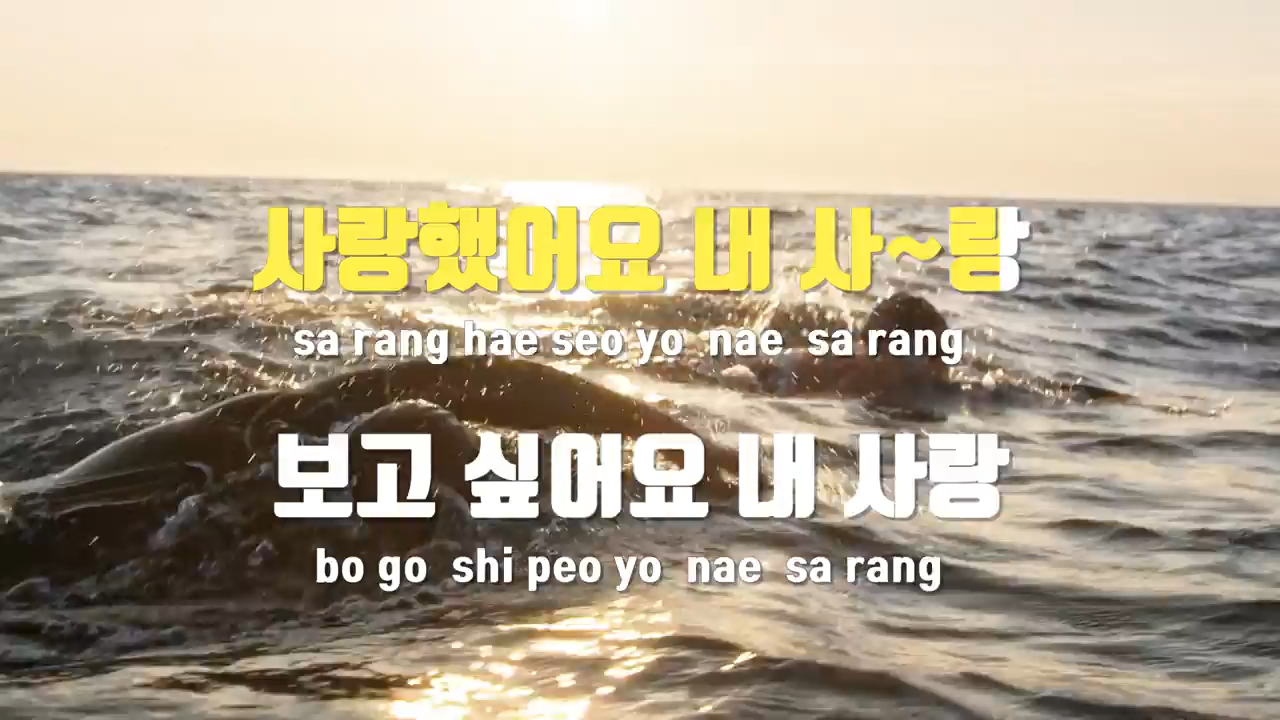 사랑했어요 내 사~랑
sa rang hae seo yo nae sa rang
보고 싶어요 내 사랑
bo go shi peo yo nae sa rang